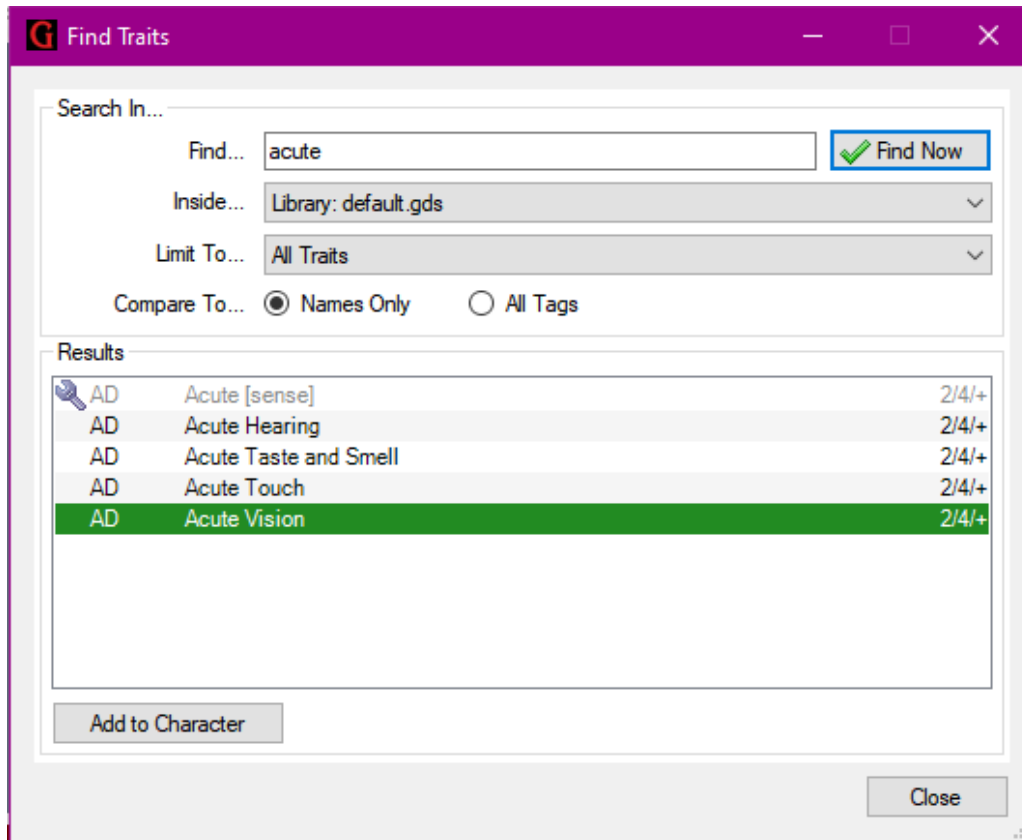 G Find Traits
Search In...
Find... acute Find Now
Inside... Library: default.gds
Limit To... All Traits
Compare To... Names Only All Tags
Results
AD Acute [sense] 2/4/+
AD Acute Hearing 2/4/+
AD Acute Taste and Smell 2/4/+
AD Acute Touch 2/4/+
AD Acute Vision 2/4/+
Add to Character
Close